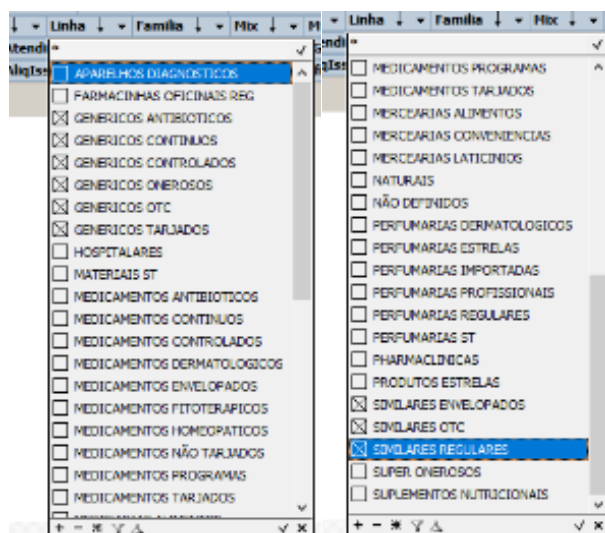 Linha ↓ Familia ↓ Mix ↓ M
*
APARELHOS DIAGNOSTICOS
FARMACINHAS OFICINAIS REG
GENERICOS ANTIBIOTICOS
GENERICOS CONTINUOS
GENERICOS CONTROLADOS
GENERICOS ONEROSOS
GENERICOS OTC
GENERICOS TARJADOS
HOSPITALARES
MATERIAIS ST
MEDICAMENTOS ANTIBIOTICOS
MEDICAMENTOS CONTINUOS
MEDICAMENTOS CONTROLADOS
MEDICAMENTOS DERMATOLOGICOS
MEDICAMENTOS ENVELOPADOS
MEDICAMENTOS FITOTERAPICOS
MEDICAMENTOS HOMEOPATICOS
MEDICAMENTOS NÃO TARJADOS
MEDICAMENTOS PROGRAMAS
MEDICAMENTOS TARJADOS
Linha ↓ Familia ↓ Mix ↓
*
MEDICAMENTOS PROGRAMAS
MEDICAMENTOS TARJADOS
MERCEARIAS ALIMENTOS
MERCEARIAS CONVENIENCIAS
MERCEARIAS LATICINIOS
NATURAIS
NÃO DEFINIDOS
PERFUMARIAS DERMATOLOGICOS
PERFUMARIAS ESTRELAS
PERFUMARIAS IMPORTADAS
PERFUMARIAS PROFISSIONAIS
PERFUMARIAS REGULARES
PERFUMARIAS ST
PHARMACLINICAS
PRODUTOS ESTRELAS
SIMILARES ENVELOPADOS
SIMILARES OTC
SIMILARES REGULARES
SUPER ONEROSOS
SUPLEMENTOS NUTRICIONAIS